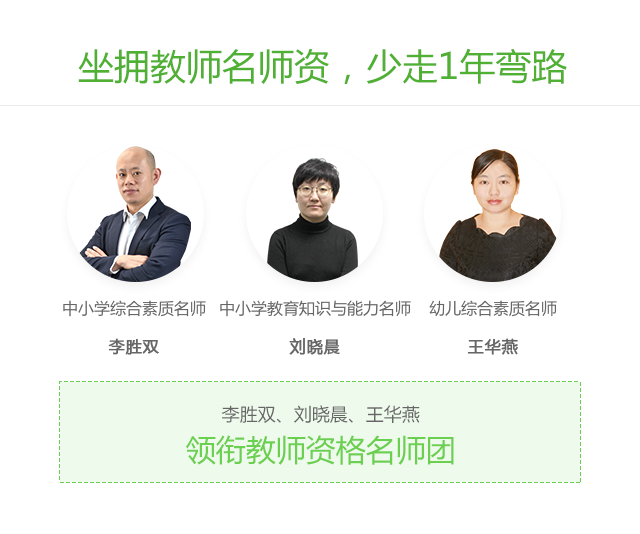 坐拥教师名师资，少走1年弯路
中小学综合素质名师 中小学教育知识与能力名师 幼儿综合素质名师
李胜双 刘晓晨 王华燕
李胜双、刘晓晨、王华燕
领衔教师资格名师团